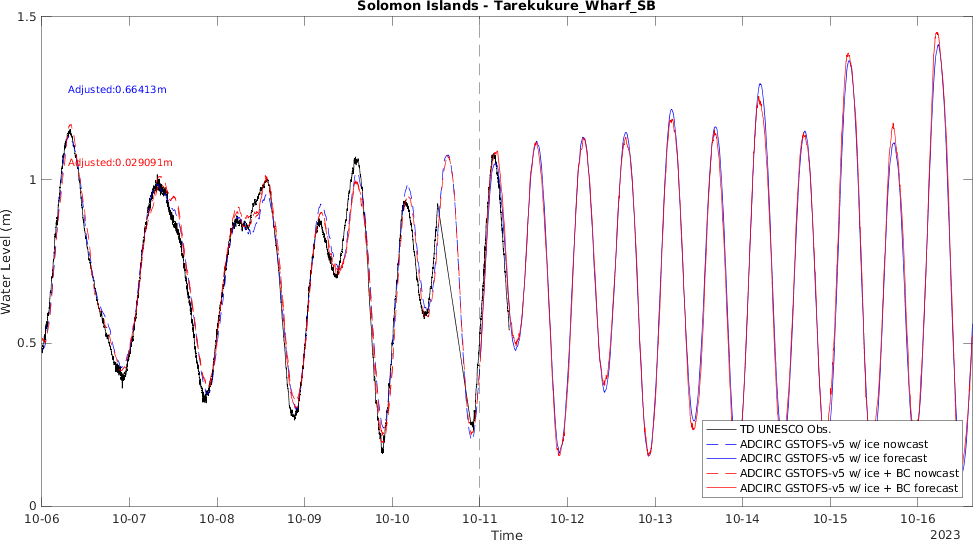 Solomon Islands - Tarekukure_Wharf_SB
1.5
Adjusted:0.66413m
Adjusted:0.029091m
1
Water Level (m)
0.5
TD UNESCO Obs.
ADCIRC GSTOFS-v5 w/ ice nowcast
ADCIRC GSTOFS-v5 w/ ice forecast
ADCIRC GSTOFS-v5 w/ ice + BC nowcast
ADCIRC GSTOFS-v5 w/ ice + BC forecast
0
10-06 10-07 10-08 10-09 10-10 10-11 10-12 10-13 10-14 10-15 10-16
Time
2023